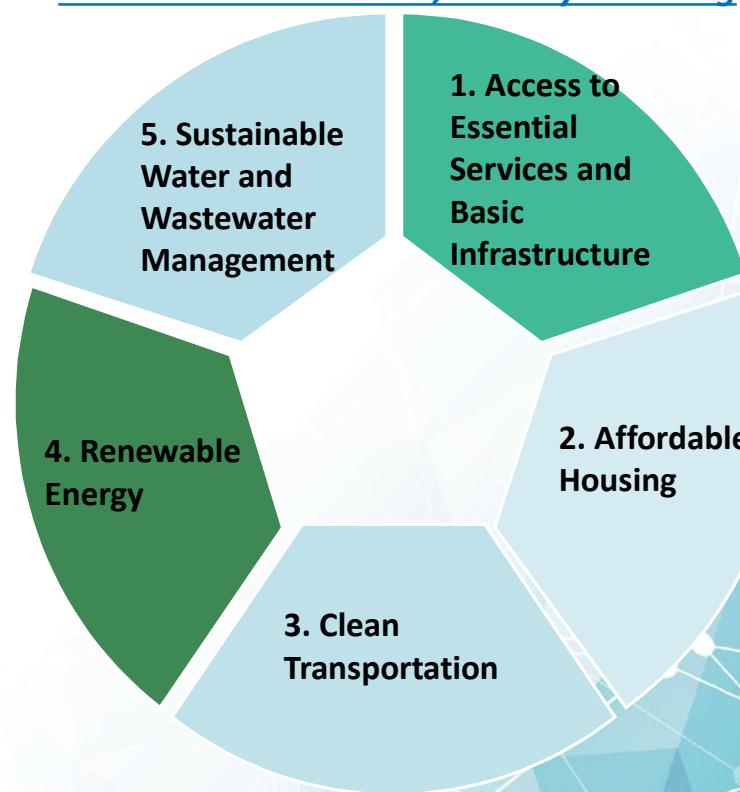 1. Access to
Essential
Services and
Basic
Infrastructure
2. Affordable
Housing
3. Clean
Transportation
4. Renewable
Energy
5. Sustainable
Water and
Wastewater
Management